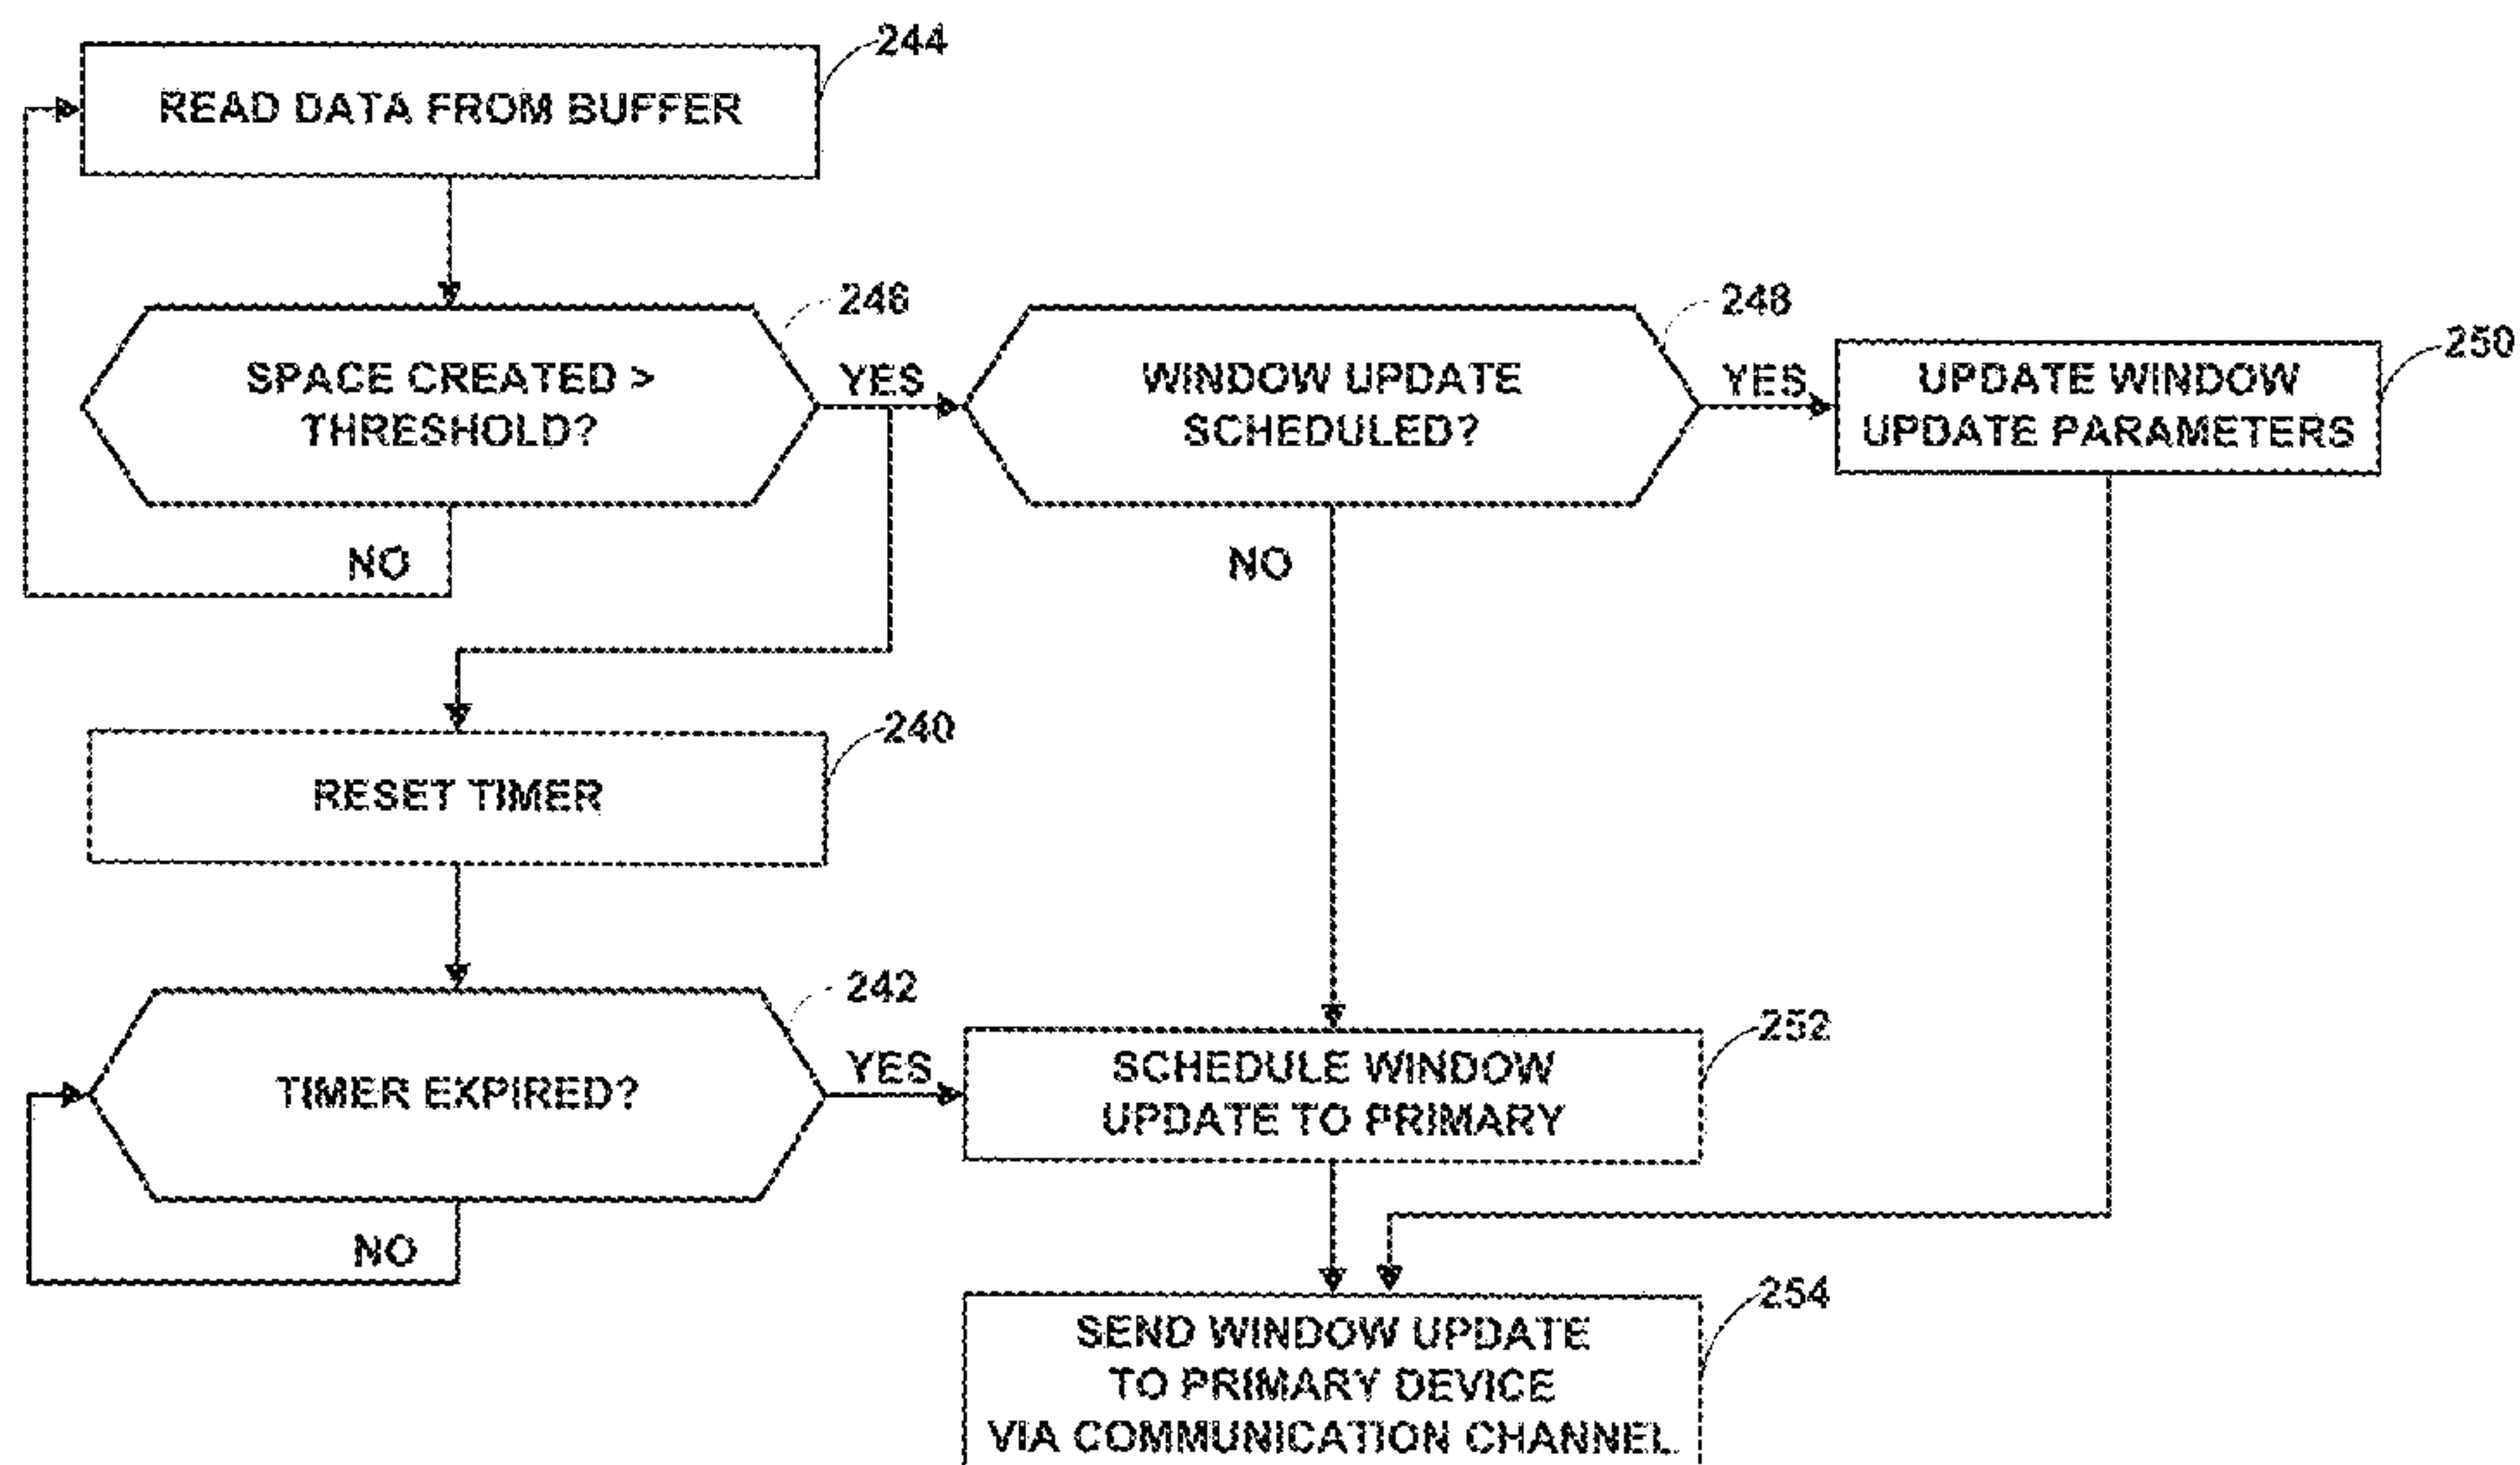 244
READ DATA FROM BUFFER
246
SPACE CREATED >
THRESHOLD?
YES
248
WINDOW UPDATE
SCHEDULED?
YES
250
UPDATE WINDOW
UPDATE PARAMETERS
NO
NO
240
RESET TIMER
242
TIMER EXPIRED?
YES
252
SCHEDULE WINDOW
UPDATE TO PRIMARY
NO
254
SEND WINDOW UPDATE
TO PRIMARY DEVICE
VIA COMMUNICATION CHANNEL